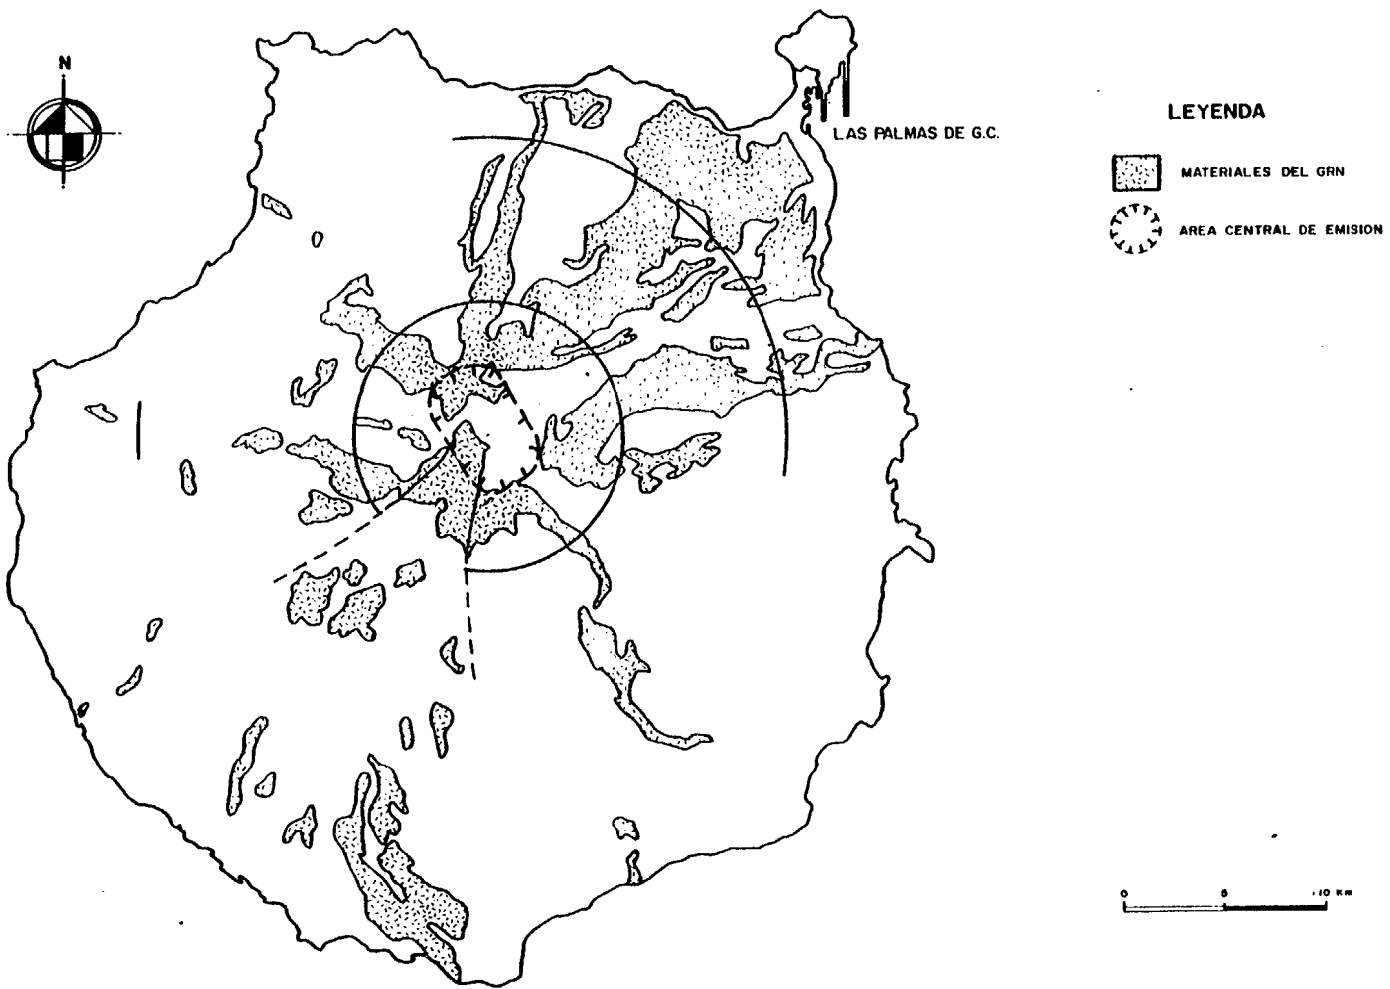 N
LAS PALMAS DE G.C.
LEYENDA
MATERIALES DEL GRN
AREA CENTRAL DE EMISION
0 5 10 Km